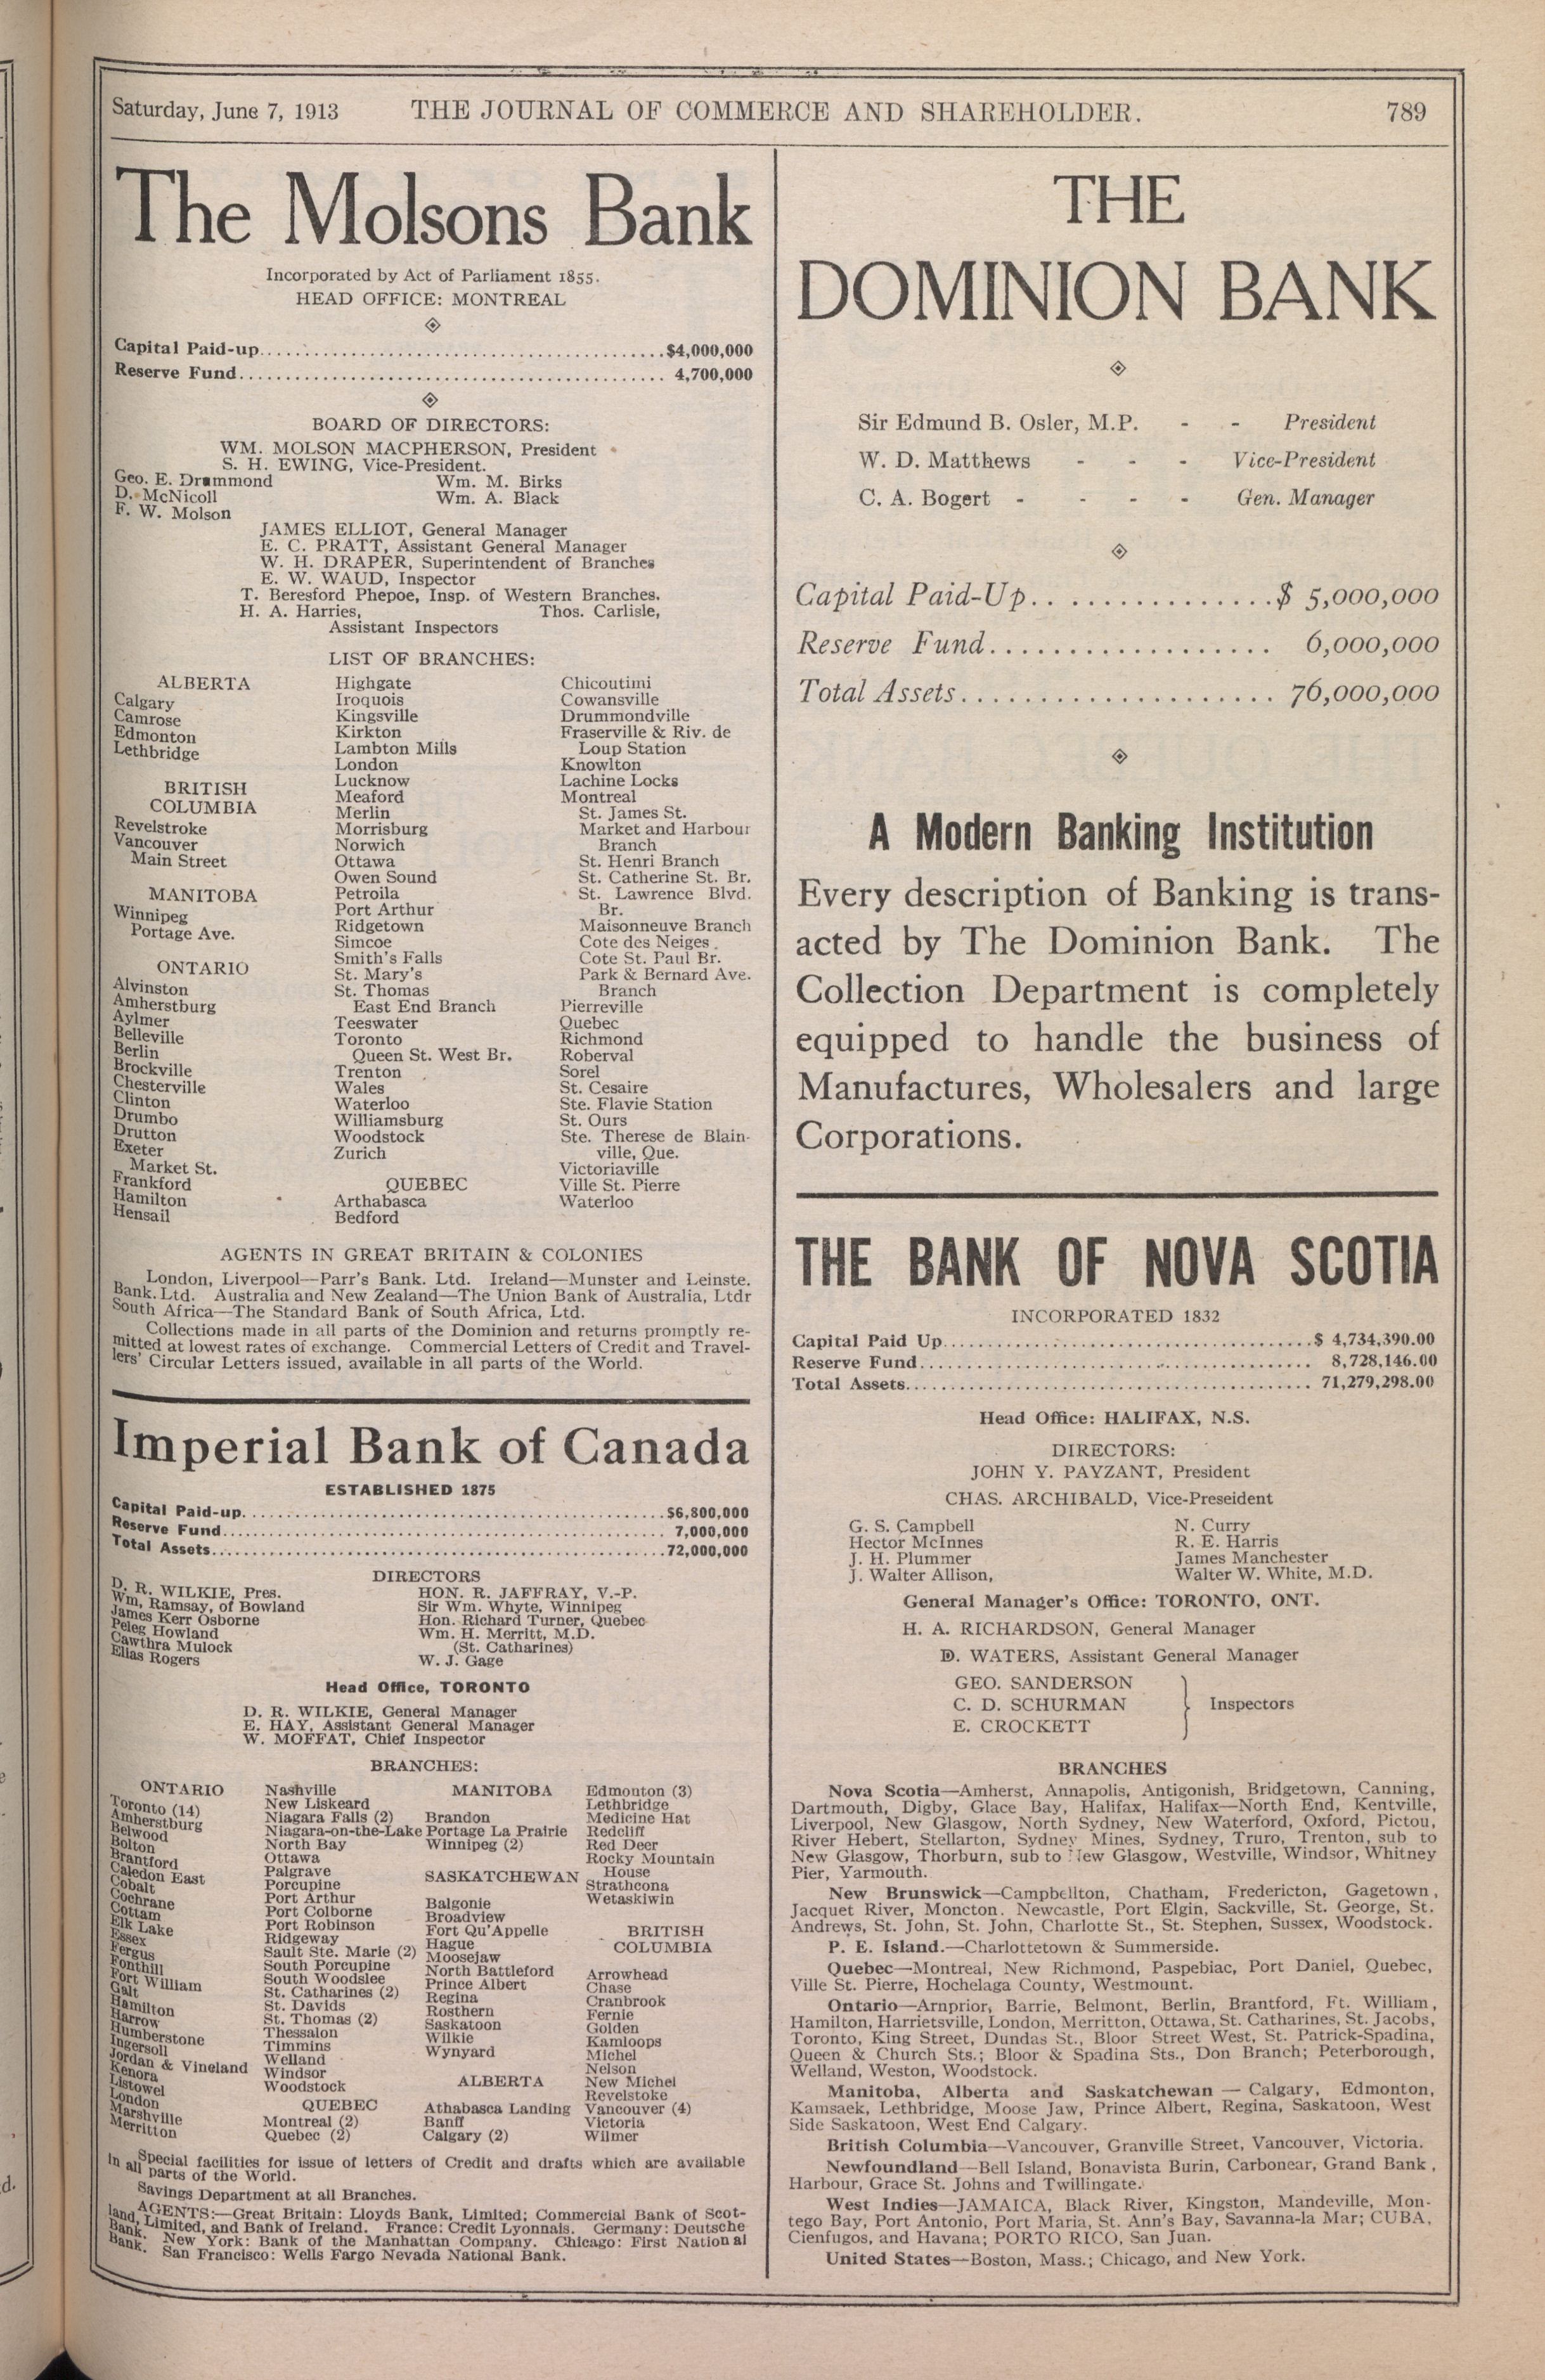 Saturday, June 7, 1913 THE JOURNAL OF COMMERCE AND SHAREHOLDER. 789
The Molsons Bank
Incorporated by Act of Parliament 1855.
HEAD OFFICE: MONTREAL
Capital Paid-up............................................$4,000,000
Reserve Fund.............................................. 4,700,000
BOARD OF DIRECTORS:
WM. MOLSON MACPHERSON, President
S. H. EWING, Vice-President.
Geo. E. Drummond Wm. M. Birks
D. McNicoll Wm. A. Black
F. W. Molson
JAMES ELLIOT, General Manager
E. C. PRATT, Assistant General Manager
W. H. DRAPER, Superintendent of Branches
E. W. WAUD, Inspector
T. Beresford Phepoe, Insp. of Western Branches.
H. A. Harries, Thos. Carlisle,
Assistant Inspectors
LIST OF BRANCHES:
ALBERTA
Calgary
Camrose
Edmonton
Lethbridge
BRITISH
COLUMBIA
Revelstroke
Vancouver
Main Street
MANITOBA
Winnipeg
Portage Ave.
ONTARIO
Alvinston
Amherstburg
Aylmer
Belleville
Berlin
Brockville
Chesterville
Clinton
Drumbo
Drutton
Exeter
Market St.
Frankford
Hamilton
Hensail
Highgate
Iroquois
Kingsville
Kirkton
Lambton Mills
London
Lucknow
Meaford
Merlin
Morrisburg
Norwich
Ottawa
Owen Sound
Petroila
Port Arthur
Ridgetown
Simcoe
Smith's Falls
St. Mary's
St. Thomas
East End Branch
Teeswater
Toronto
Queen St. West Br.
Trenton
Wales
Waterloo
Williamsburg
Woodstock
Zurich
QUEBEC
Arthabasca
Bedford
Chicoutimi
Cowansville
Drummondville
Fraserville & Riv. de
Loup Station
Knowlton
Lachine Locks
Montreal
St. James St.
Market and Harbour
Branch
St. Henri Branch
St. Catherine St. Br.
St. Lawrence Blvd.
Br.
Maisonneuve Branch
Cote des Neiges.
Cote St. Paul Br.
Park & Bernard Ave.
Branch
Pierreville
Quebec
Richmond
Roberval
Sorel
St. Cesaire
Ste. Flavie Station
St. Ours
Ste. Therese de Blain-
ville, Que.
Victoriaville
Ville St. Pierre
Waterloo
AGENTS IN GREAT BRITAIN & COLONIES
London, Liverpool—Parr's Bank. Ltd. Ireland—Munster and Leinste.
Bank. Ltd. Australia and New Zealand—The Union Bank of Australia, Ltdr
South Africa—The Standard Bank of South Africa, Ltd.
Collections made in all parts of the Dominion and returns promptly re-
mitted at lowest rates of exchange. Commercial Letters of Credit and Travel-
lers' Circular Letters issued, available in all parts of the World.
Imperial Bank of Canada
ESTABLISHED 1875
Capital Paid-up..............................................$6,800,000
Reserve Fund................................................ 7,000,000
Total Assets.................................................72,000,000
DIRECTORS
D. R. WILKIE, Pres. HON. R. JAFFRAY, V.-P.
Wm. Ramsay, of Bowland Sir Wm. Whyte, Winnipeg
James Kerr Osborne Hon. Richard Turner, Quebec
Peleg Howland Wm. H. Merritt, M.D.
Cawthra Mulock (St. Catharines)
Elias Rogers W. J. Gage
Head Office, TORONTO
D. R. WILKIE, General Manager
E. HAY, Assistant General Manager
W. MOFFAT, Chief Inspector
BRANCHES:
ONTARIO
Toronto (14)
Amherstburg
Belwood
Bolton
Brantford
Caledon East
Cobalt
Cochrane
Cottam
Elk Lake
Essex
Fergus
Fonthill
Fort William
Galt
Hamilton
Harrow
Humberstone
Ingersoll
Jordan & Vineland
Kenora
Listowel
London
Marshville
Merritton
Nashville
New Liskeard
Niagara Falls (2)
Niagara-on-the-Lake
North Bay
Ottawa
Palgrave
Porcupine
Port Arthur
Port Colborne
Port Robinson
Ridgeway
Sault Ste. Marie (2)
South Porcupine
South Woodslee
St. Catharines (2)
St. Davids
St. Thomas (2)
Thessalon
Timmins
Welland
Windsor
Woodstock
QUEBEC
Montreal (2)
Quebec (2)
MANITOBA
Brandon
Portage La Prairie
Winnipeg (2)
SASKATCHEWAN
Balgonie
Broadview
Fort Qu'Appelle
Hague
Moosejaw
North Battleford
Prince Albert
Regina
Rosthern
Saskatoon
Wilkie
Wynyard
ALBERTA
Athabasca Landing
Banff
Calgary (2)
Edmonton (3)
Lethbridge
Medicine Hat
Redcliff
Red Deer
Rocky Mountain
House
Strathcona
Wetaskiwin
BRITISH
COLUMBIA
Arrowhead
Chase
Cranbrook
Fernie
Golden
Kamloops
Michel
Nelson
New Michel
Revelstoke
Vancouver (4)
Victoria
Wilmer
Special facilities for issue of letters of Credit and drafts which are available
in all parts of the World.
Savings Department at all Branches.
AGENTS:—Great Britain: Lloyds Bank, Limited; Commercial Bank of Scot-
land, Limited, and Bank of Ireland. France: Credit Lyonnais. Germany: Deutsche
Bank. New York: Bank of the Manhattan Company. Chicago: First National
Bank. San Francisco: Wells Fargo Nevada National Bank.
THE
DOMINION BANK
Sir Edmund B. Osler, M.P. - - President
W. D. Matthews - - - Vice-President
C. A. Bogert - - - - Gen. Manager
Capital Paid-Up.. ..............$ 5,000,000
Reserve Fund.................. 6,000,000
Total Assets.................... 76,000,000
A Modern Banking Institution
Every description of Banking is trans-
acted by The Dominion Bank. The
Collection Department is completely
equipped to handle the business of
Manufactures, Wholesalers and large
Corporations.
THE BANK OF NOVA SCOTIA
INCORPORATED 1832
Capital Paid Up.........................................$ 4,734,390.00
Reserve Fund........................................... 8,728,146.00
Total Assets............................................ 71,279,298.00
Head Office: HALIFAX, N.S.
DIRECTORS:
JOHN Y. PAYZANT, President
CHAS. ARCHIBALD, Vice-Preseident
G. S. Campbell N. Curry
Hector McInnes R. E. Harris
J. H. Plummer James Manchester
J. Walter Allison, Walter W. White, M.D.
General Manager's Office: TORONTO, ONT.
H. A. RICHARDSON, General Manager
D. WATERS, Assistant General Manager
GEO. SANDERSON
C. D. SCHURMAN } Inspectors
E. CROCKETT
BRANCHES
Nova Scotia—Amherst, Annapolis, Antigonish, Bridgetown, Canning,
Dartmouth, Digby, Glace Bay, Halifax, Halifax—North End, Kentville,
Liverpool, New Glasgow, North Sydney, New Waterford, Oxford, Pictou,
River Hebert, Stellarton, Sydney Mines, Sydney, Truro, Trenton, sub to
New Glasgow, Thorburn, sub to New Glasgow, Westville, Windsor, Whitney
Pier, Yarmouth.
New Brunswick—Campbellton, Chatham, Fredericton, Gagetown,
Jacquet River, Moncton. Newcastle, Port Elgin, Sackville, St. George, St.
Andrews, St. John, St. John, Charlotte St., St. Stephen, Sussex, Woodstock.
P. E. Island.—Charlottetown & Summerside.
Quebec—Montreal, New Richmond, Paspebiac, Port Daniel, Quebec,
Ville St. Pierre, Hochelaga County, Westmount.
Ontario—Arnprior, Barrie, Belmont, Berlin, Brantford, Ft. William,
Hamilton, Harrietsville, London, Merritton, Ottawa, St. Catharines, St. Jacobs,
Toronto, King Street, Dundas St., Bloor Street West, St. Patrick-Spadina,
Queen & Church Sts.; Bloor & Spadina Sts., Don Branch; Peterborough,
Welland, Weston, Woodstock.
Manitoba, Alberta and Saskatchewan — Calgary, Edmonton,
Kamsaek, Lethbridge, Moose Jaw, Prince Albert, Regina, Saskatoon, West
Side Saskatoon, West End Calgary.
British Columbia—Vancouver, Granville Street, Vancouver, Victoria.
Newfoundland—Bell Island, Bonavista Burin, Carbonear, Grand Bank,
Harbour, Grace St. Johns and Twillingate.
West Indies—JAMAICA, Black River, Kingston, Mandeville, Mon-
tego Bay, Port Antonio, Port Maria, St. Ann's Bay, Savanna-la Mar; CUBA,
Cienfugos, and Havana; PORTO RICO, San Juan.
United States—Boston, Mass.; Chicago, and New York.